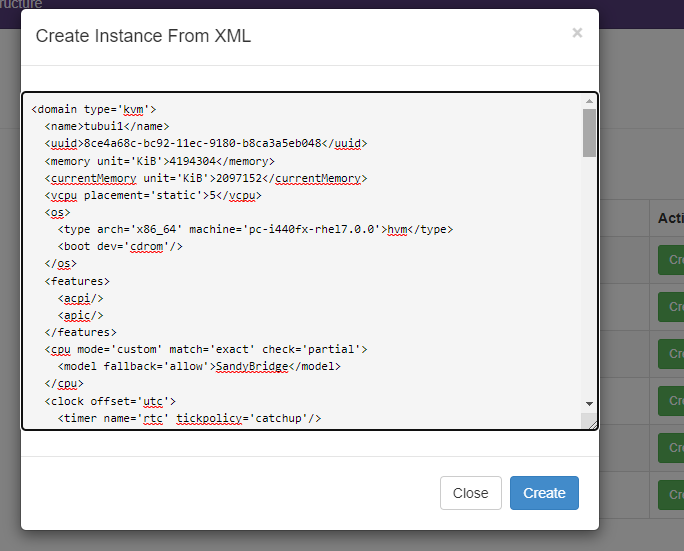 ructure
Create Instance From XML
×
<domain type='kvm'>
  <name>tubui1</name>
  <uuid>8ce4a68c-bc92-11ec-9180-b8ca3a5eb048</uuid>
  <memory unit='KiB'>4194304</memory>
  <currentMemory unit='KiB'>2097152</currentMemory>
  <vcpu placement='static'>5</vcpu>
  <os>
    <type arch='x86_64' machine='pc-i440fx-rhel7.0.0'>hvm</type>
    <boot dev='cdrom'/>
  </os>
  <features>
    <acpi/>
    <apic/>
  </features>
  <cpu mode='custom' match='exact' check='partial'>
    <model fallback='allow'>SandyBridge</model>
  </cpu>
  <clock offset='utc'>
    <timer name='rtc' tickpolicy='catchup'/>
Acti
Cre
Cre
Cre
Cre
Cre
Cre
Close
Create